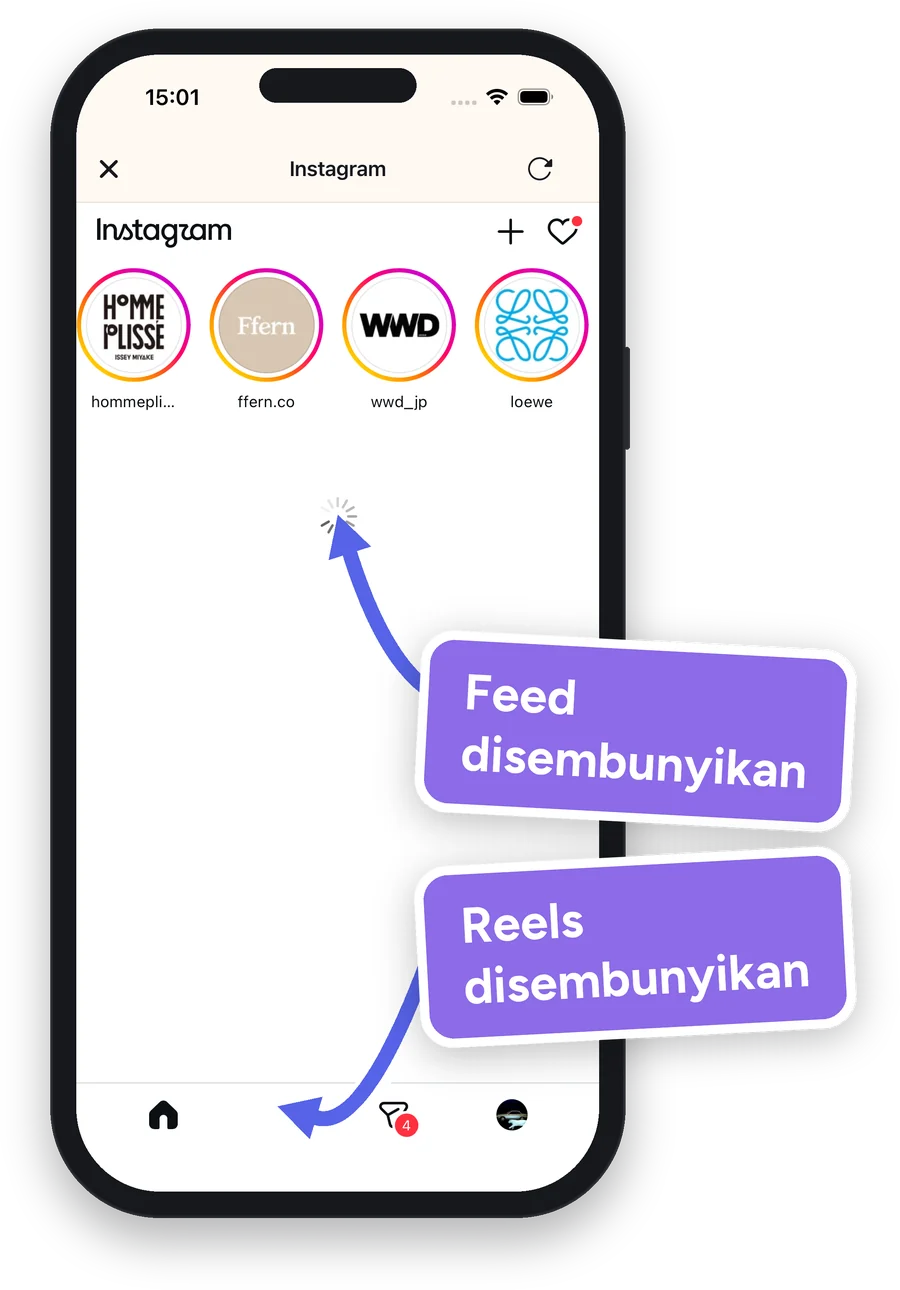 15:01
Instagram
Instagram
HOMME
PLISSÉ
ISSEY MIYAKE
Ffern
WWD
hommepli...
ffern.co
wwd_jp
loewe
Feed
disembunyikan
Reels
disembunyikan
4